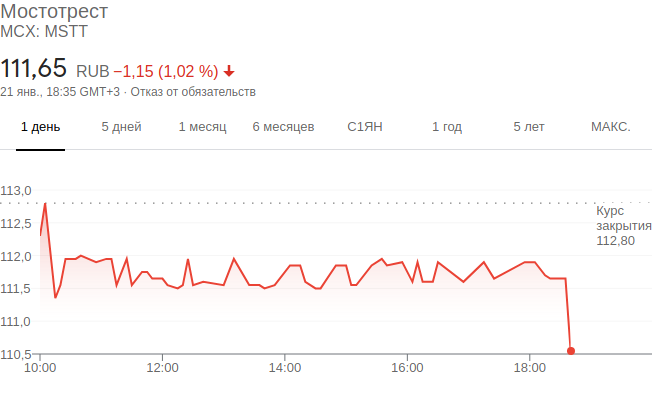 Мостотрест
MCX: MSTT
111,65 RUB −1,15 (1,02 %)
21 янв., 18:35 GMT+3 · Отказ от обязательств
1 день 5 дней 1 месяц 6 месяцев С1ЯН 1 год 5 лет МАКС.
113,0
Курс
закрытия
112,80
112,5
112,0
111,5
111,0
110,5
10:00 12:00 14:00 16:00 18:00